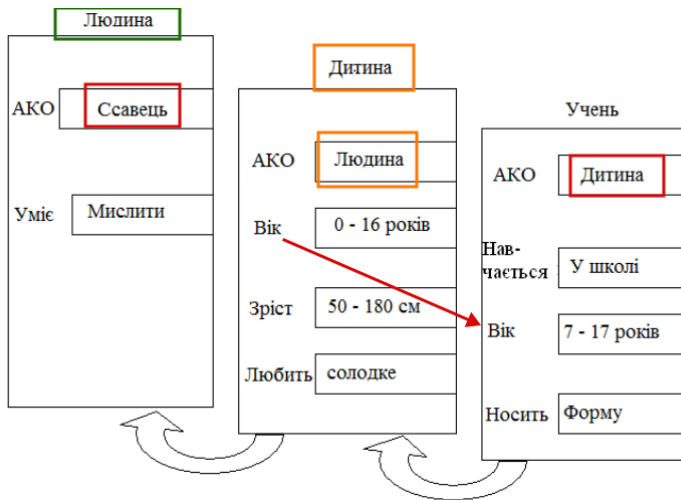 Людина
АКО Ссавець
Уміє Мислити
Дитина
АКО Людина
Вік 0 - 16 років
Зріст 50 - 180 см
Любить солодке
Учень
АКО Дитина
Нав-
чається У школі
Вік 7 - 17 років
Носить Форму